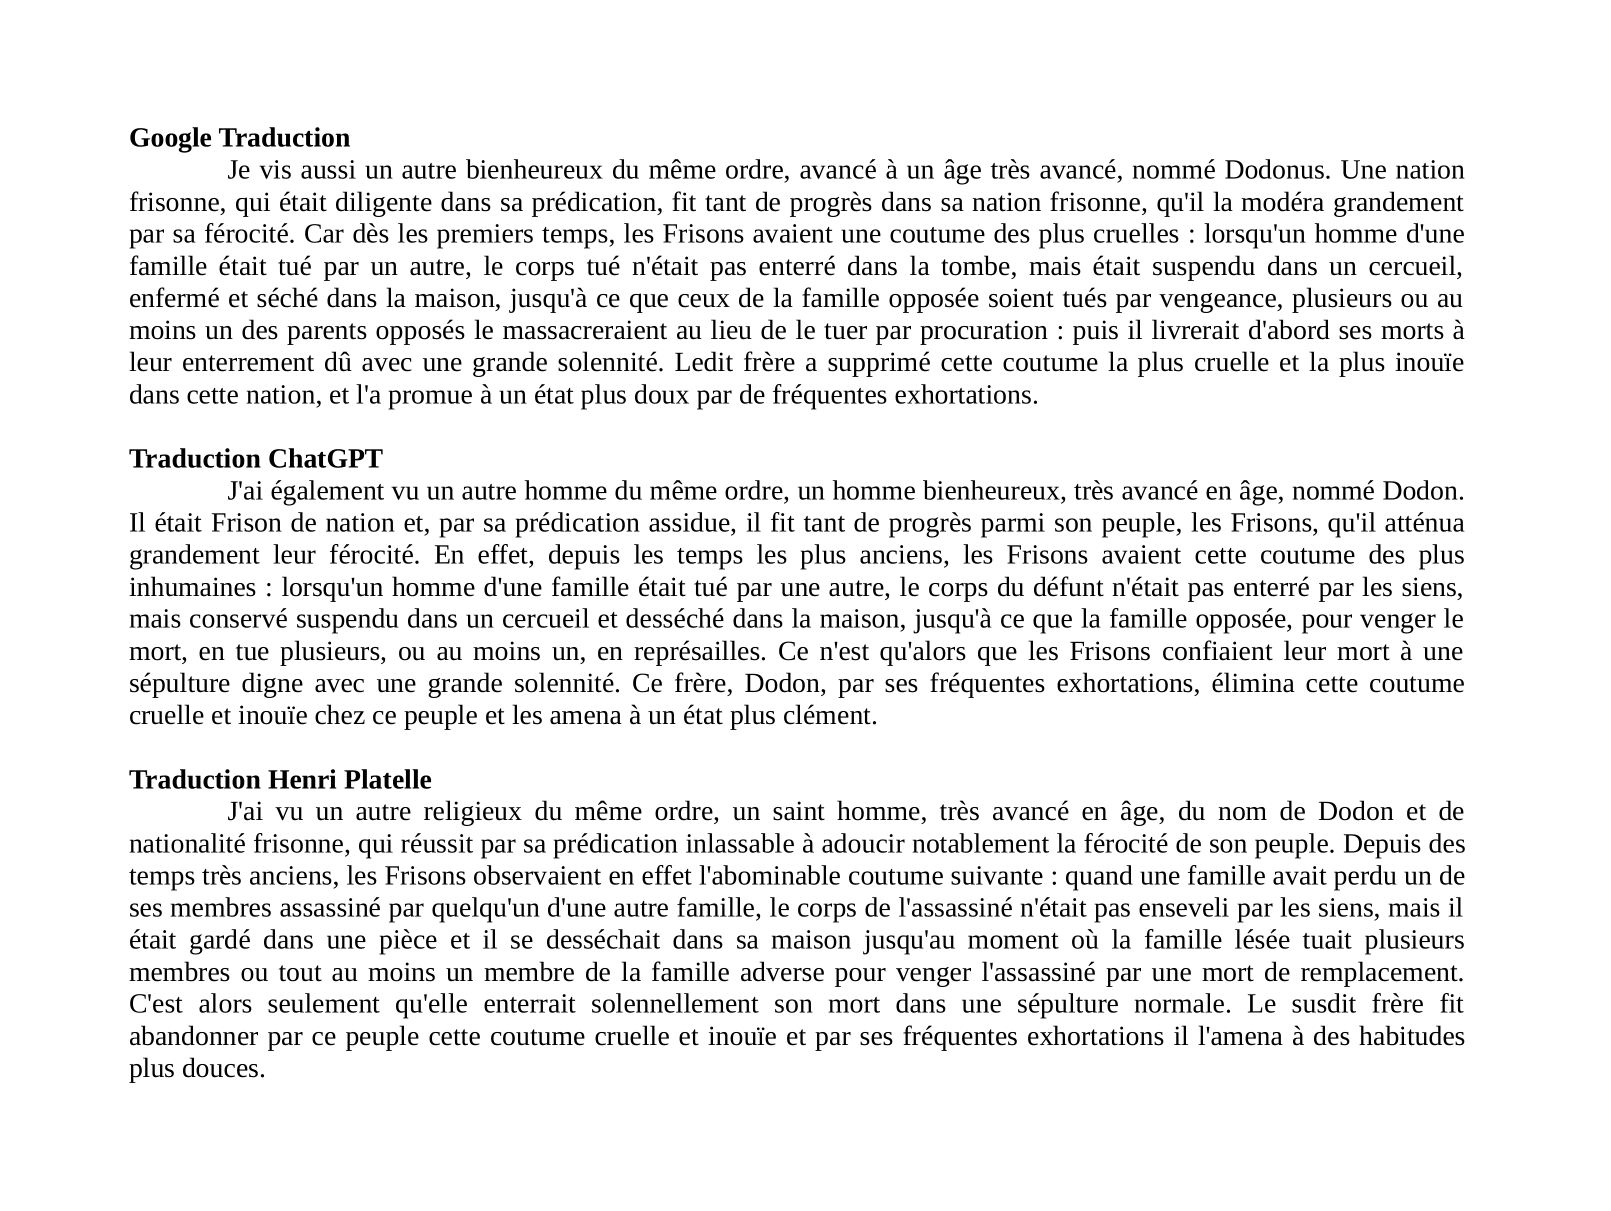 Google Traduction
Je vis aussi un autre bienheureux du même ordre, avancé à un âge très avancé, nommé Dodonus. Une nation
frisonne, qui était diligente dans sa prédication, fit tant de progrès dans sa nation frisonne, qu'il la modéra grandement
par sa férocité. Car dès les premiers temps, les Frisons avaient une coutume des plus cruelles : lorsqu'un homme d'une
famille était tué par un autre, le corps tué n'était pas enterré dans la tombe, mais était suspendu dans un cercueil,
enfermé et séché dans la maison, jusqu'à ce que ceux de la famille opposée soient tués par vengeance, plusieurs ou au
moins un des parents opposés le massacreraient au lieu de le tuer par procuration : puis il livrerait d'abord ses morts à
leur enterrement dû avec une grande solennité. Ledit frère a supprimé cette coutume la plus cruelle et la plus inouïe
dans cette nation, et l'a promue à un état plus doux par de fréquentes exhortations.
Traduction ChatGPT
J'ai également vu un autre homme du même ordre, un homme bienheureux, très avancé en âge, nommé Dodon.
Il était Frison de nation et, par sa prédication assidue, il fit tant de progrès parmi son peuple, les Frisons, qu'il atténua
grandement leur férocité. En effet, depuis les temps les plus anciens, les Frisons avaient cette coutume des plus
inhumaines : lorsqu'un homme d'une famille était tué par une autre, le corps du défunt n'était pas enterré par les siens,
mais conservé suspendu dans un cercueil et desséché dans la maison, jusqu'à ce que la famille opposée, pour venger le
mort, en tue plusieurs, ou au moins un, en représailles. Ce n'est qu'alors que les Frisons confiaient leur mort à une
sépulture digne avec une grande solennité. Ce frère, Dodon, par ses fréquentes exhortations, élimina cette coutume
cruelle et inouïe chez ce peuple et les amena à un état plus clément.
Traduction Henri Platelle
J'ai vu un autre religieux du même ordre, un saint homme, très avancé en âge, du nom de Dodon et de
nationalité frisonne, qui réussit par sa prédication inlassable à adoucir notablement la férocité de son peuple. Depuis des
temps très anciens, les Frisons observaient en effet l'abominable coutume suivante : quand une famille avait perdu un de
ses membres assassiné par quelqu'un d'une autre famille, le corps de l'assassiné n'était pas enseveli par les siens, mais il
était gardé dans une pièce et il se desséchait dans sa maison jusqu'au moment où la famille lésée tuait plusieurs
membres ou tout au moins un membre de la famille adverse pour venger l'assassiné par une mort de remplacement.
C'est alors seulement qu'elle enterrait solennellement son mort dans une sépulture normale. Le susdit frère fit
abandonner par ce peuple cette coutume cruelle et inouïe et par ses fréquentes exhortations il l'amena à des habitudes
plus douces.